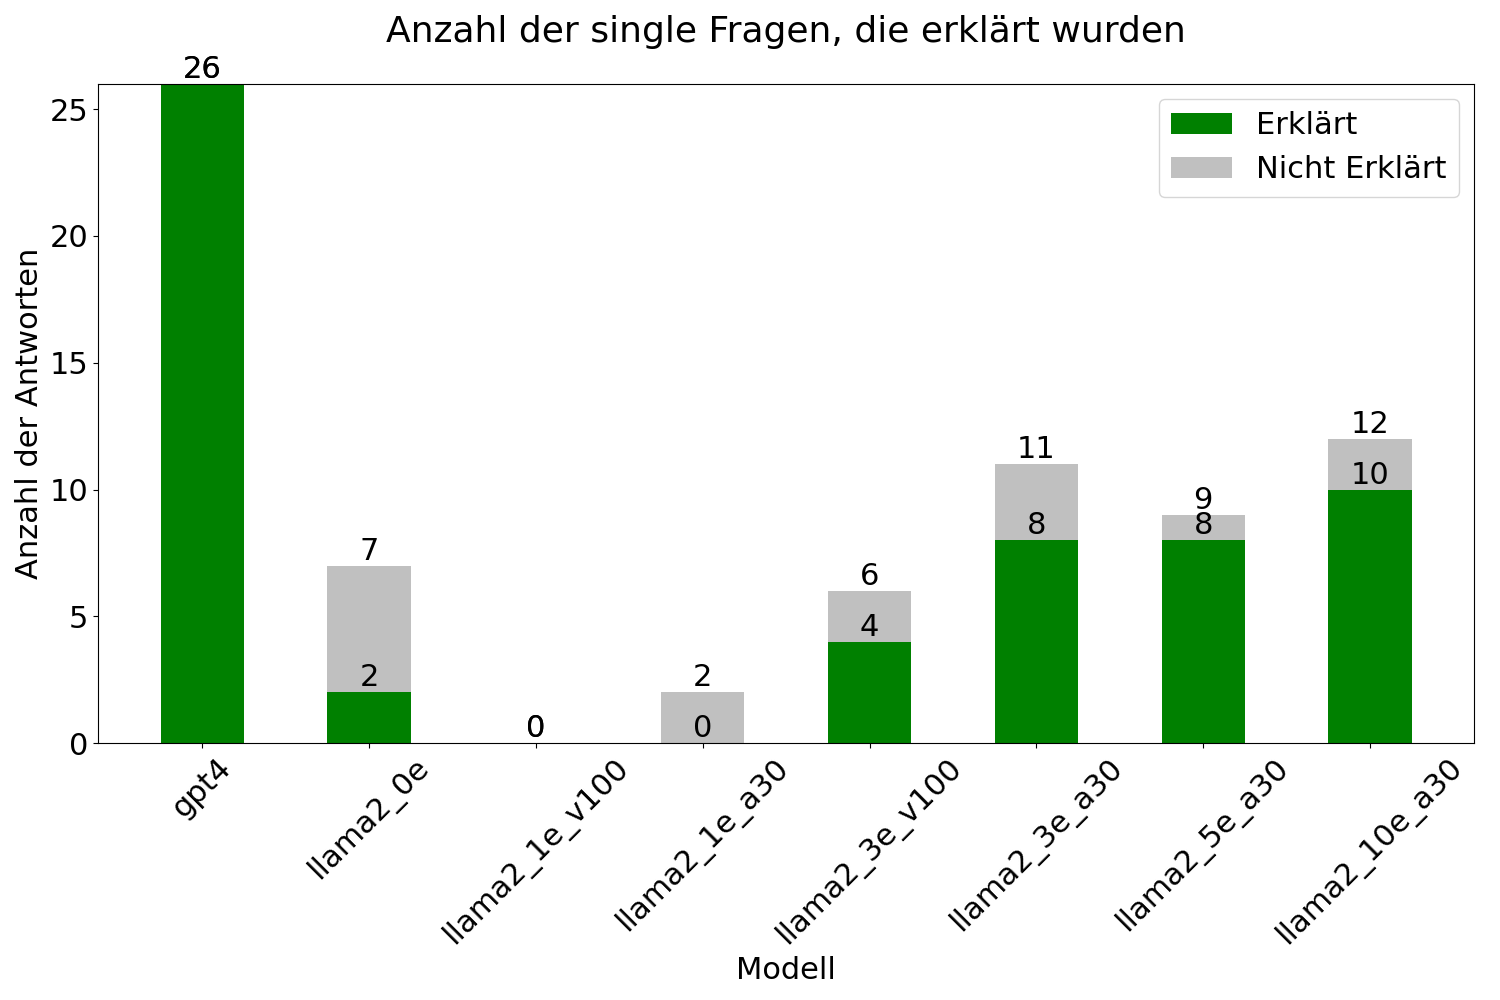 Anzahl der single Fragen, die erklärt wurden
26
25
20
15
10
5
0
Anzahl der Antworten
Erklärt
Nicht Erklärt
7
2
0
2
0
6
4
11
8
9
8
12
10
gpt4
llama2_0e
llama2_1e_v100
llama2_1e_a30
llama2_3e_v100
llama2_3e_a30
llama2_5e_a30
llama2_10e_a30
Modell